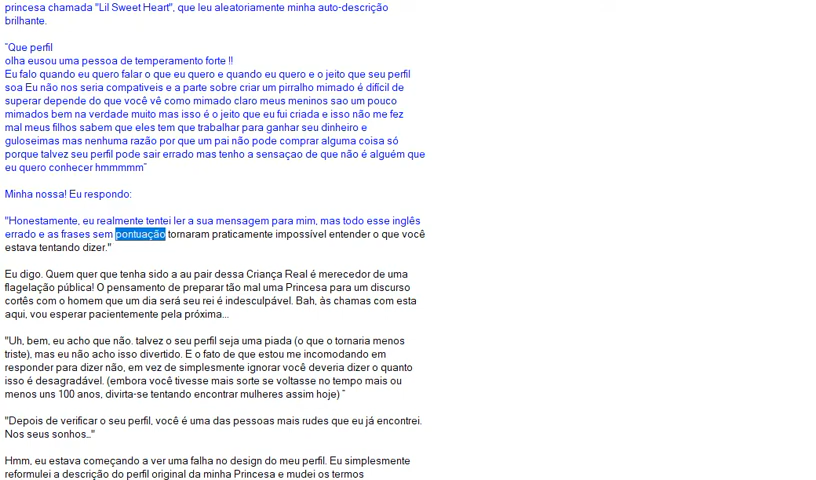 princesa chamada "Lil Sweet Heart", que leu aleatoriamente minha auto-descrição
brilhante.
"Que perfil
olha eusou uma pessoa de temperamento forte !!
Eu falo quando eu quero falar o que eu quero e quando eu quero e o jeito que seu perfil
soa Eu não nos seria compativeis e a parte sobre criar um pirralho mimado é difícil de
superar depende do que você vê como mimado claro meus meninos sao um pouco
mimados bem na verdade muito mas isso é o jeito que eu fui criada e isso não me fez
mal meus filhos sabem que eles tem que trabalhar para ganhar seu dinheiro e
guloseimas mas nenhuma razão por que um pai não pode comprar alguma coisa só
porque talvez seu perfil pode sair errado mas tenho a sensaçao de que não é alguém que
eu quero conhecer hmmmmm"
Minha nossa! Eu respondo:
"Honestamente, eu realmente tentei ler a sua mensagem para mim, mas todo esse inglês
errado e as frases sem pontuação tornaram praticamente impossível entender o que você
estava tentando dizer."
Eu digo. Quem quer que tenha sido a au pair dessa Criança Real é merecedor de uma
flagelação pública! O pensamento de preparar tão mal uma Princesa para um discurso
cortês com o homem que um dia será seu rei é indesculpável. Bah, às chamas com esta
aqui, vou esperar pacientemente pela próxima...
"Uh, bem, eu acho que não. talvez o seu perfil seja uma piada (o que o tornaria menos
triste), mas eu não acho isso divertido. E o fato de que estou me incomodando em
responder para dizer não, em vez de simplesmente ignorar você deveria dizer o quanto
isso é desagradável. (embora você tivesse mais sorte se voltasse no tempo mais ou
menos uns 100 anos, divirta-se tentando encontrar mulheres assim hoje) "
"Depois de verificar o seu perfil, você é uma das pessoas mais rudes que eu já encontrei.
Nos seus sonhos..."
Hmm, eu estava começando a ver uma falha no design do meu perfil. Eu simplesmente
reformulei a descrição do perfil original da minha Princesa e mudei os termos